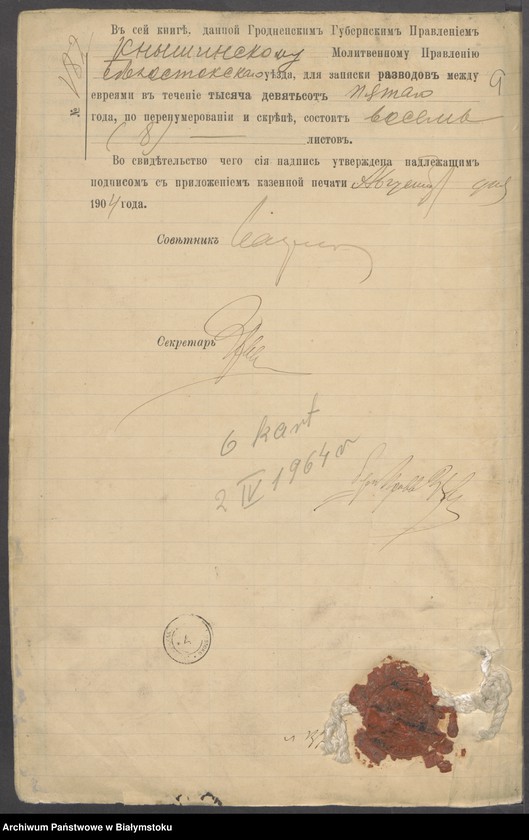 Въ сей книгѣ, данной Гродненскимъ Губернскимъ Правленіемъ
Кнышинскому Молитвенному Правленію
Бѣлостокскаго уѣзда, для записки разводовъ между
евреями въ теченіе тысяча девятьсотъ пятаго
года, по перенумерованіи и скрѣпѣ, состоитъ восемь
(8) листовъ.
Во свидѣтельство чего сія надпись утверждена надлежащимъ
подписомъ съ приложеніемъ казенной печати Августа дня
1904 года.
№
9
Совѣтникъ
Секретарь
6 kart
2 IV 1964 r
Archiwum Państwowe w Białymstoku